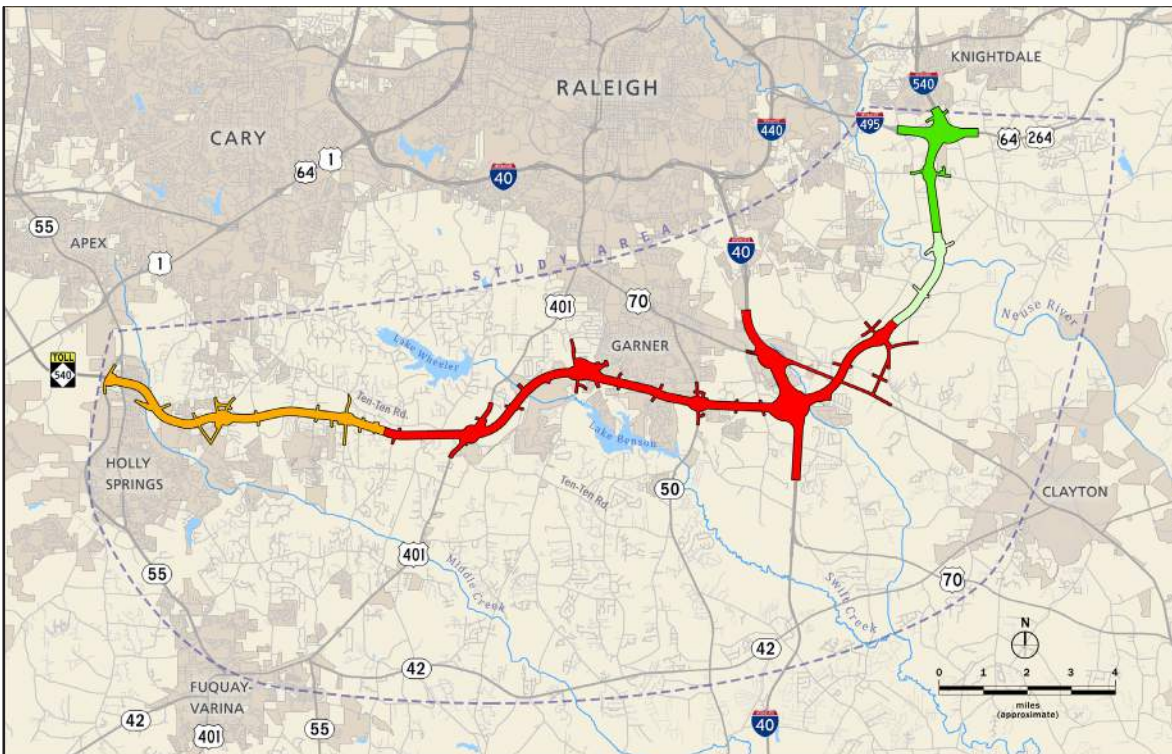 KNIGHTDALE
RALEIGH
540
CARY
440
495
64 264
1
64
40
55
STUDY AREA
APEX
40
1
401
70
Neuse River
GARNER
Lake Wheeler
TOLL
540
Ten-Ten Rd.
Lake Benson
HOLLY
SPRINGS
Ten-Ten Rd.
50
CLAYTON
401
55
Middle Creek
Swift Creek
70
N
42
42
0 1 2 3 4
miles
(approximate)
FUQUAY-
VARINA
42
401
55
40